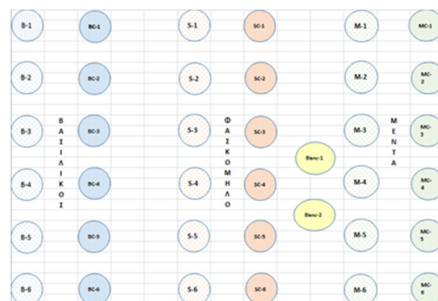 B-1 BC-1 S-1 SC-1 M-1 MC-1
B-2 BC-2 S-2 SC-2 M-2 MC-2
B-3 BC-3 S-3 SC-3 M-3 MC-3
B-4 BC-4 S-4 SC-4 M-4 MC-4
B-5 BC-5 S-5 SC-5 M-5 MC-5
B-6 BC-6 S-6 SC-6 M-6 MC-6
ΒΑΣΙΛΙΚΟΣ
ΦΑΣΚΟΜΗΛΟ
ΜΕΝΤΑ
Blanc-1
Blanc-2